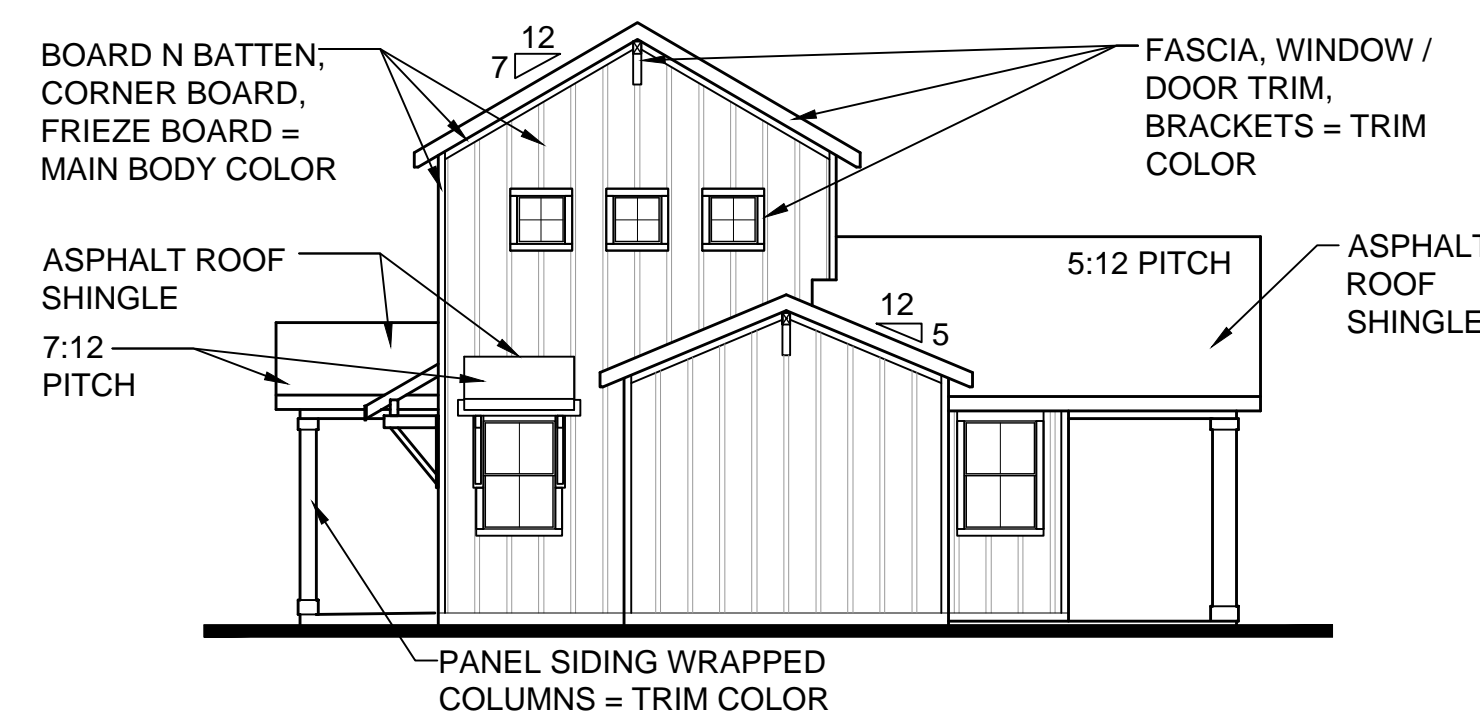 BOARD N BATTEN,
CORNER BOARD,
FRIEZE BOARD =
MAIN BODY COLOR
12
7
FASCIA, WINDOW /
DOOR TRIM,
BRACKETS = TRIM
COLOR
ASPHALT ROOF
SHINGLE
7:12
PITCH
12
5
5:12 PITCH
ASPHALT
ROOF
SHINGLE
PANEL SIDING WRAPPED
COLUMNS = TRIM COLOR